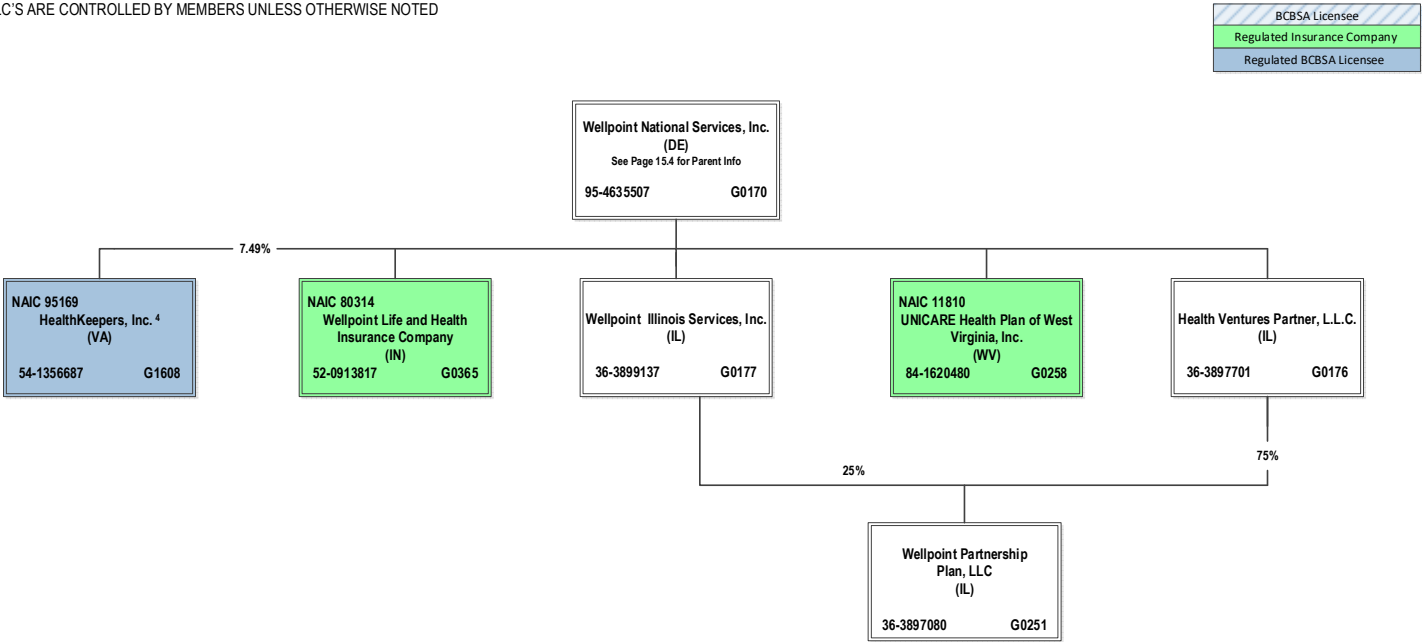 LC'S ARE CONTROLLED BY MEMBERS UNLESS OTHERWISE NOTED
BCBSA Licensee
Regulated Insurance Company
Regulated BCBSA Licensee
Wellpoint National Services, Inc.
(DE)
See Page 15.4 for Parent Info
95-4635507 G0170
7.49%
NAIC 95169
HealthKeepers, Inc. 4
(VA)
54-1356687 G1608
NAIC 80314
Wellpoint Life and Health
Insurance Company
(IN)
52-0913817 G0365
Wellpoint Illinois Services, Inc.
(IL)
36-3899137 G0177
NAIC 11810
UNICARE Health Plan of West
Virginia, Inc.
(WV)
84-1620480 G0258
Health Ventures Partner, L.L.C.
(IL)
36-3897701 G0176
25%
75%
Wellpoint Partnership
Plan, LLC
(IL)
36-3897080 G0251